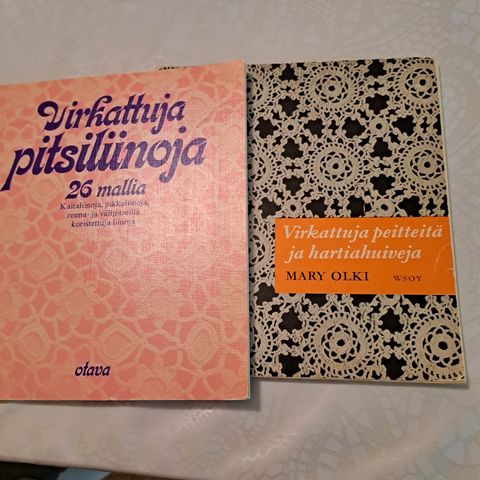 Virkattuja
pitsiliinoja
26 mallia
Kaitaliinoja, pikkuliinoja,
reuna- ja välipitseillä
koristettuja liinoja
otava
Virkattuja peitteitä
ja hartiahuiveja
MARY OLKI
WSOY